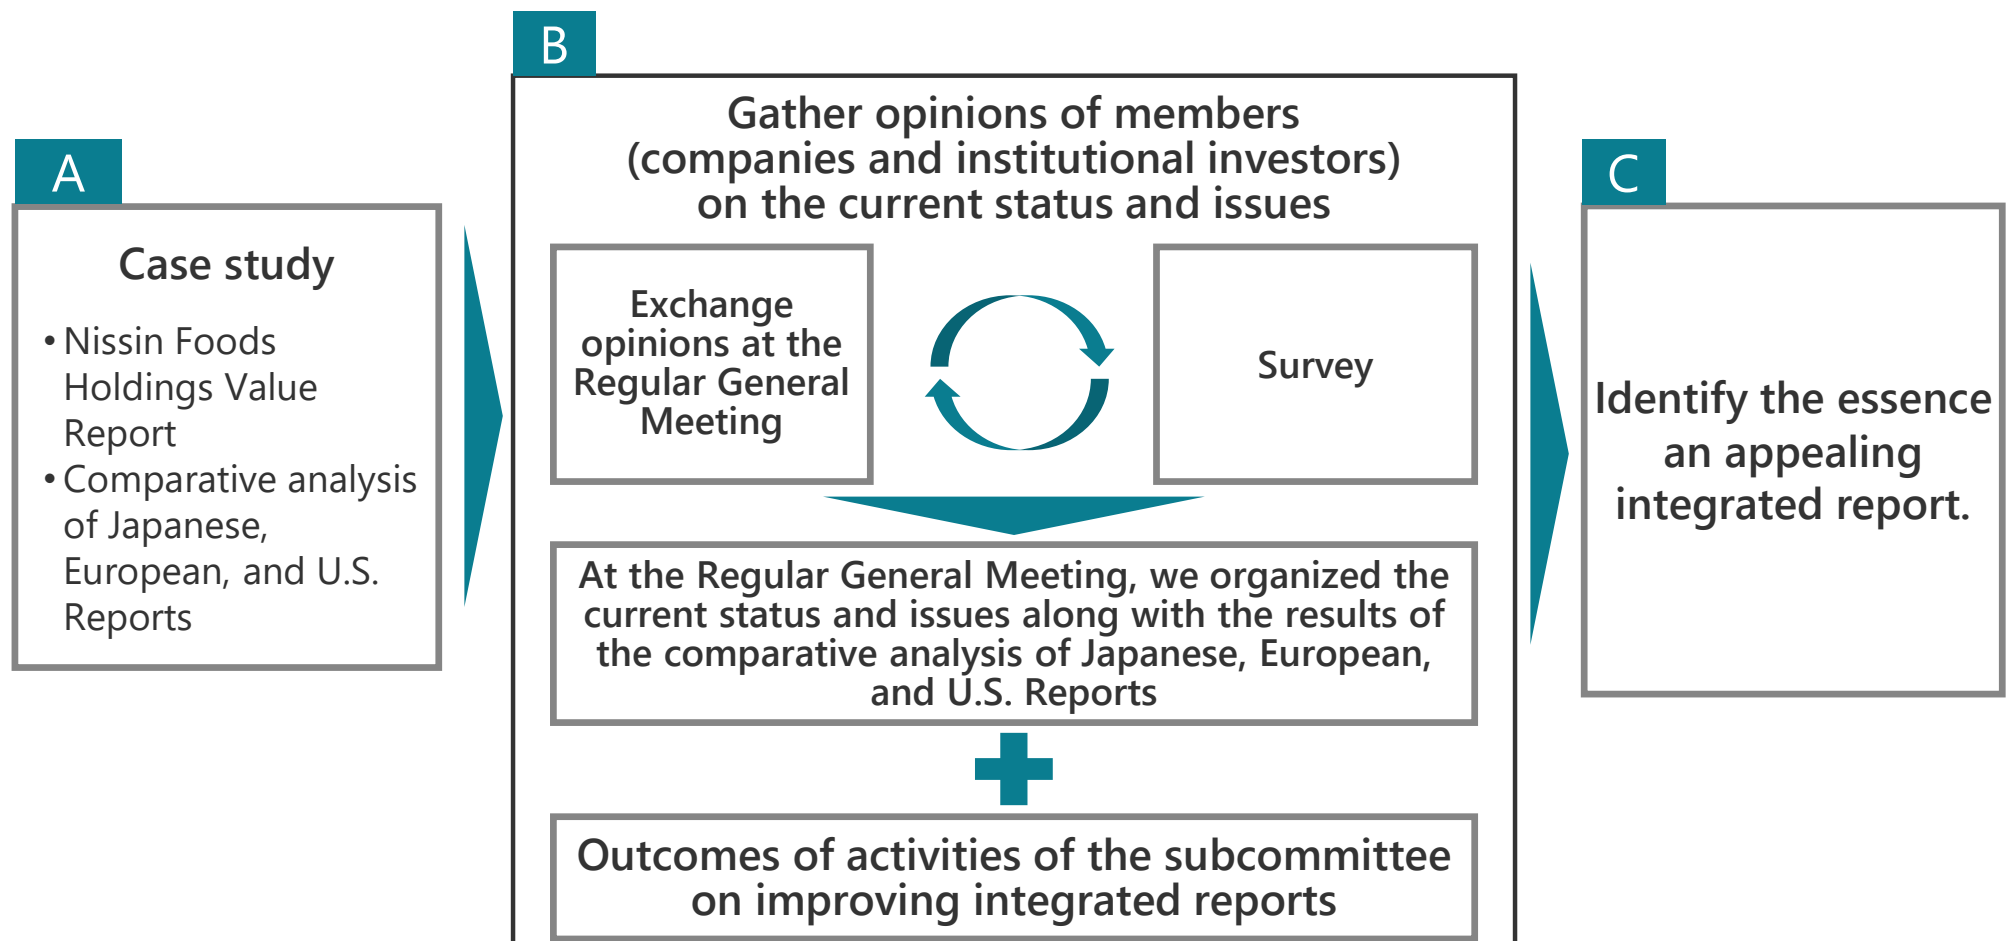 A
Case study
• Nissin Foods
Holdings Value
Report
• Comparative analysis
of Japanese,
European, and U.S.
Reports
B
Gather opinions of members
(companies and institutional investors)
on the current status and issues
Exchange
opinions at the
Regular General
Meeting
Survey
At the Regular General Meeting, we organized the
current status and issues along with the results of
the comparative analysis of Japanese, European,
and U.S. Reports
Outcomes of activities of the subcommittee
on improving integrated reports
C
Identify the essence
an appealing
integrated report.